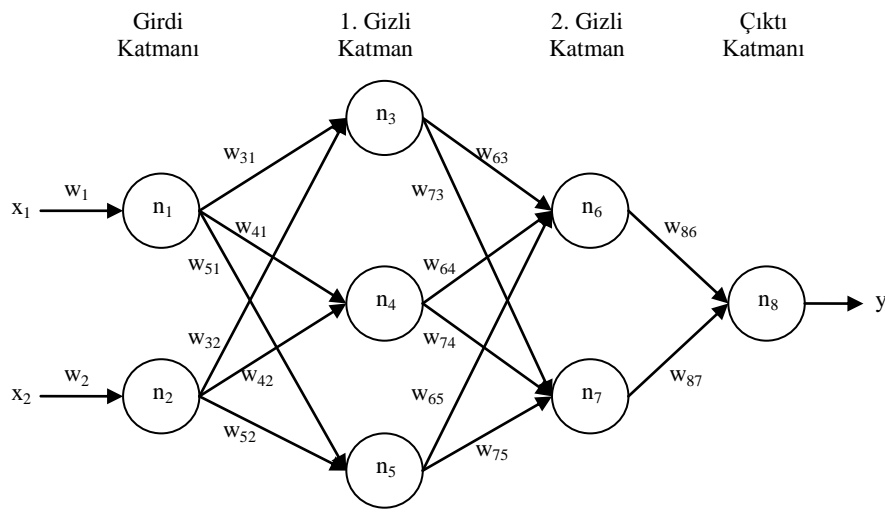 Girdi
Katmanı
1. Gizli
Katman
2. Gizli
Katman
Çıktı
Katmanı
n₃
w₃₁
w₆₃
w₁
w₇₃
x₁
n₁
n₆
w₄₁
w₈₆
w₅₁
w₆₄
n₄
n₈
y
w₃₂
w₇₄
w₂
w₄₂
w₈₇
x₂
n₂
w₆₅
n₇
w₅₂
w₇₅
n₅